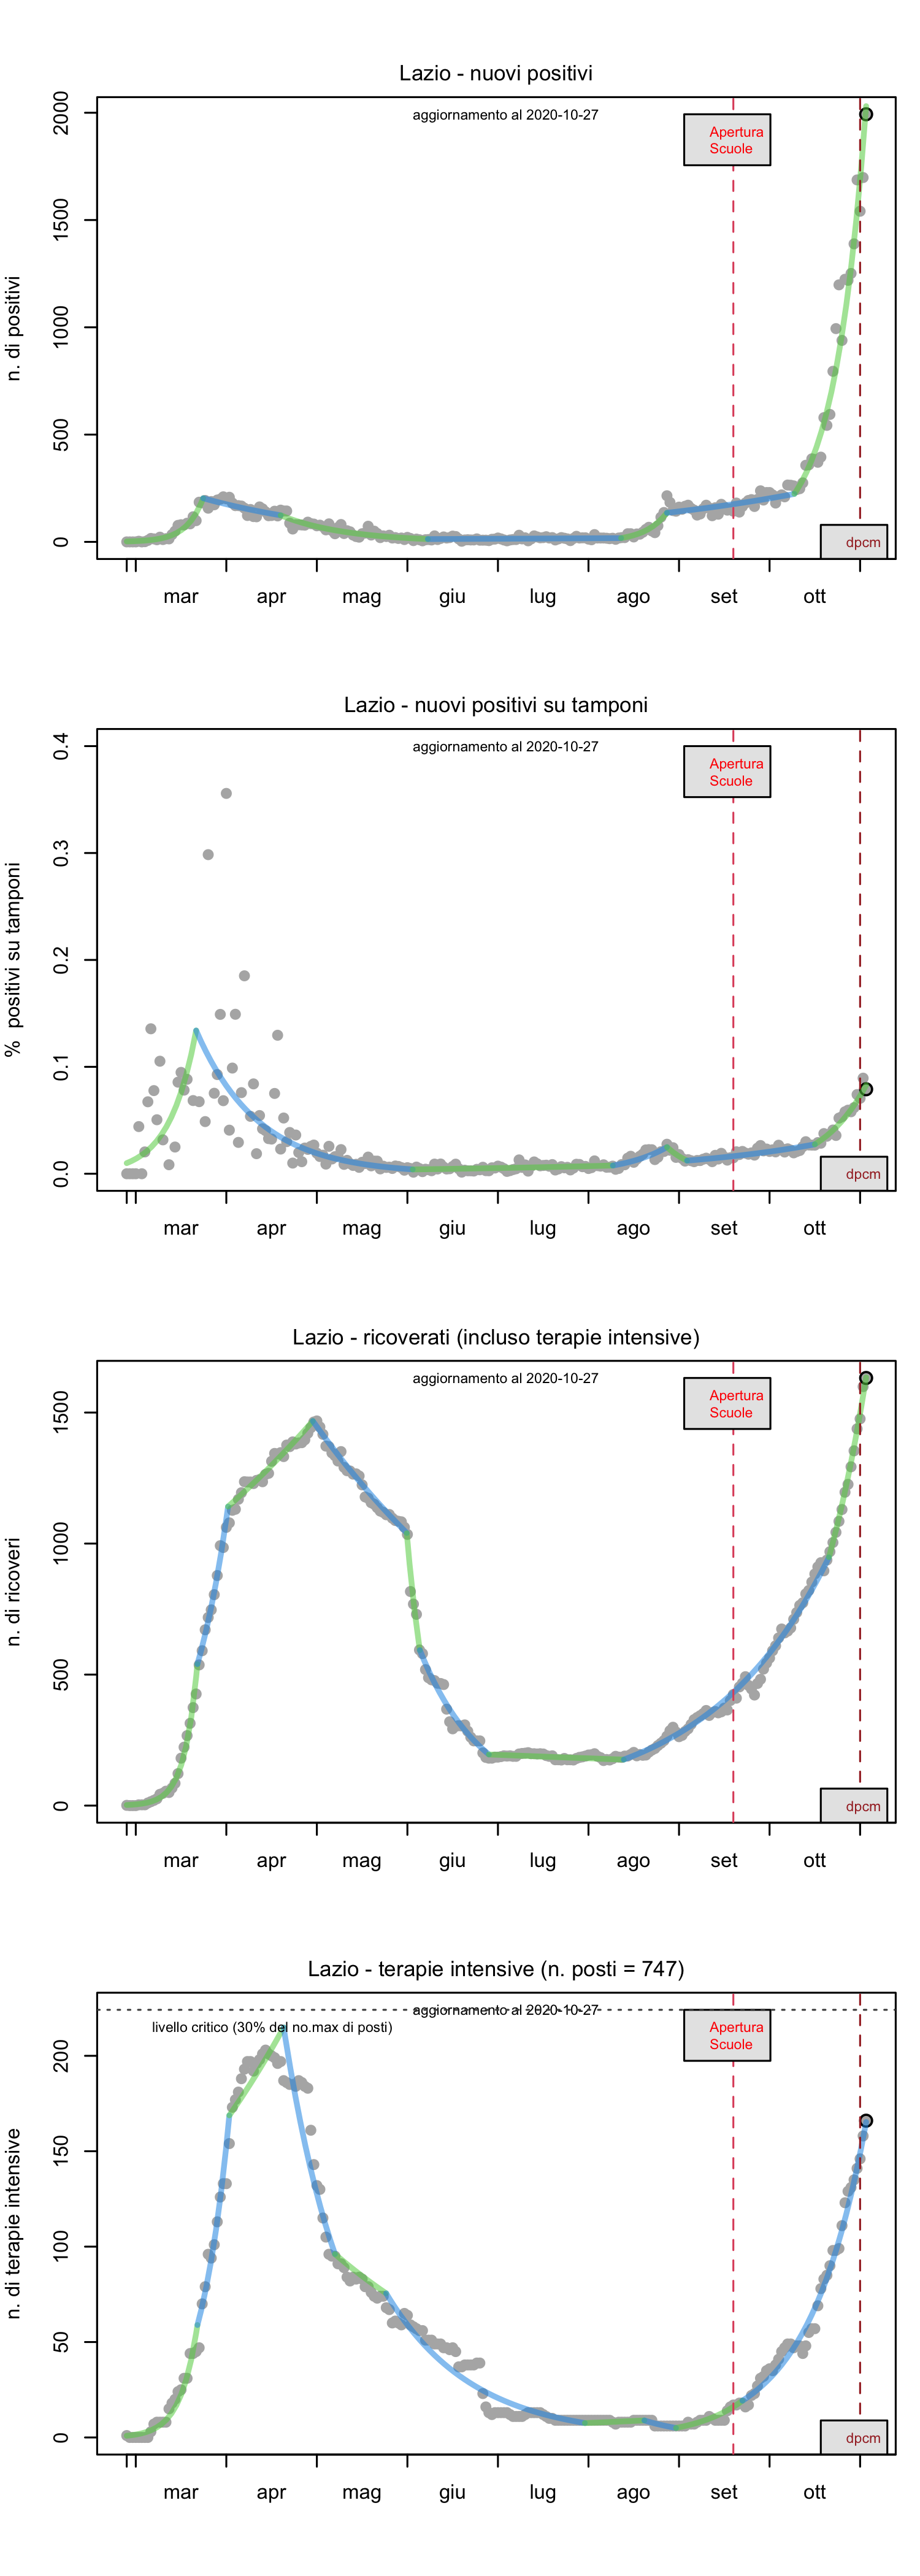 Lazio - nuovi positivi
aggiornamento al 2020-10-27
Apertura
Scuole
2000
1500
1000
500
0
n. di positivi
dpcm
mar apr mag giu lug ago set ott
Lazio - nuovi positivi su tamponi
aggiornamento al 2020-10-27
Apertura
Scuole
0.4
0.3
0.2
0.1
0.0
% positivi su tamponi
dpcm
mar apr mag giu lug ago set ott
Lazio - ricoverati (incluso terapie intensive)
aggiornamento al 2020-10-27
Apertura
Scuole
1500
1000
500
0
n. di ricoveri
dpcm
mar apr mag giu lug ago set ott
Lazio - terapie intensive (n. posti = 747)
aggiornamento al 2020-10-27
livello critico (30% del no.max di posti)
Apertura
Scuole
200
150
100
50
0
n. di terapie intensive
dpcm
mar apr mag giu lug ago set ott